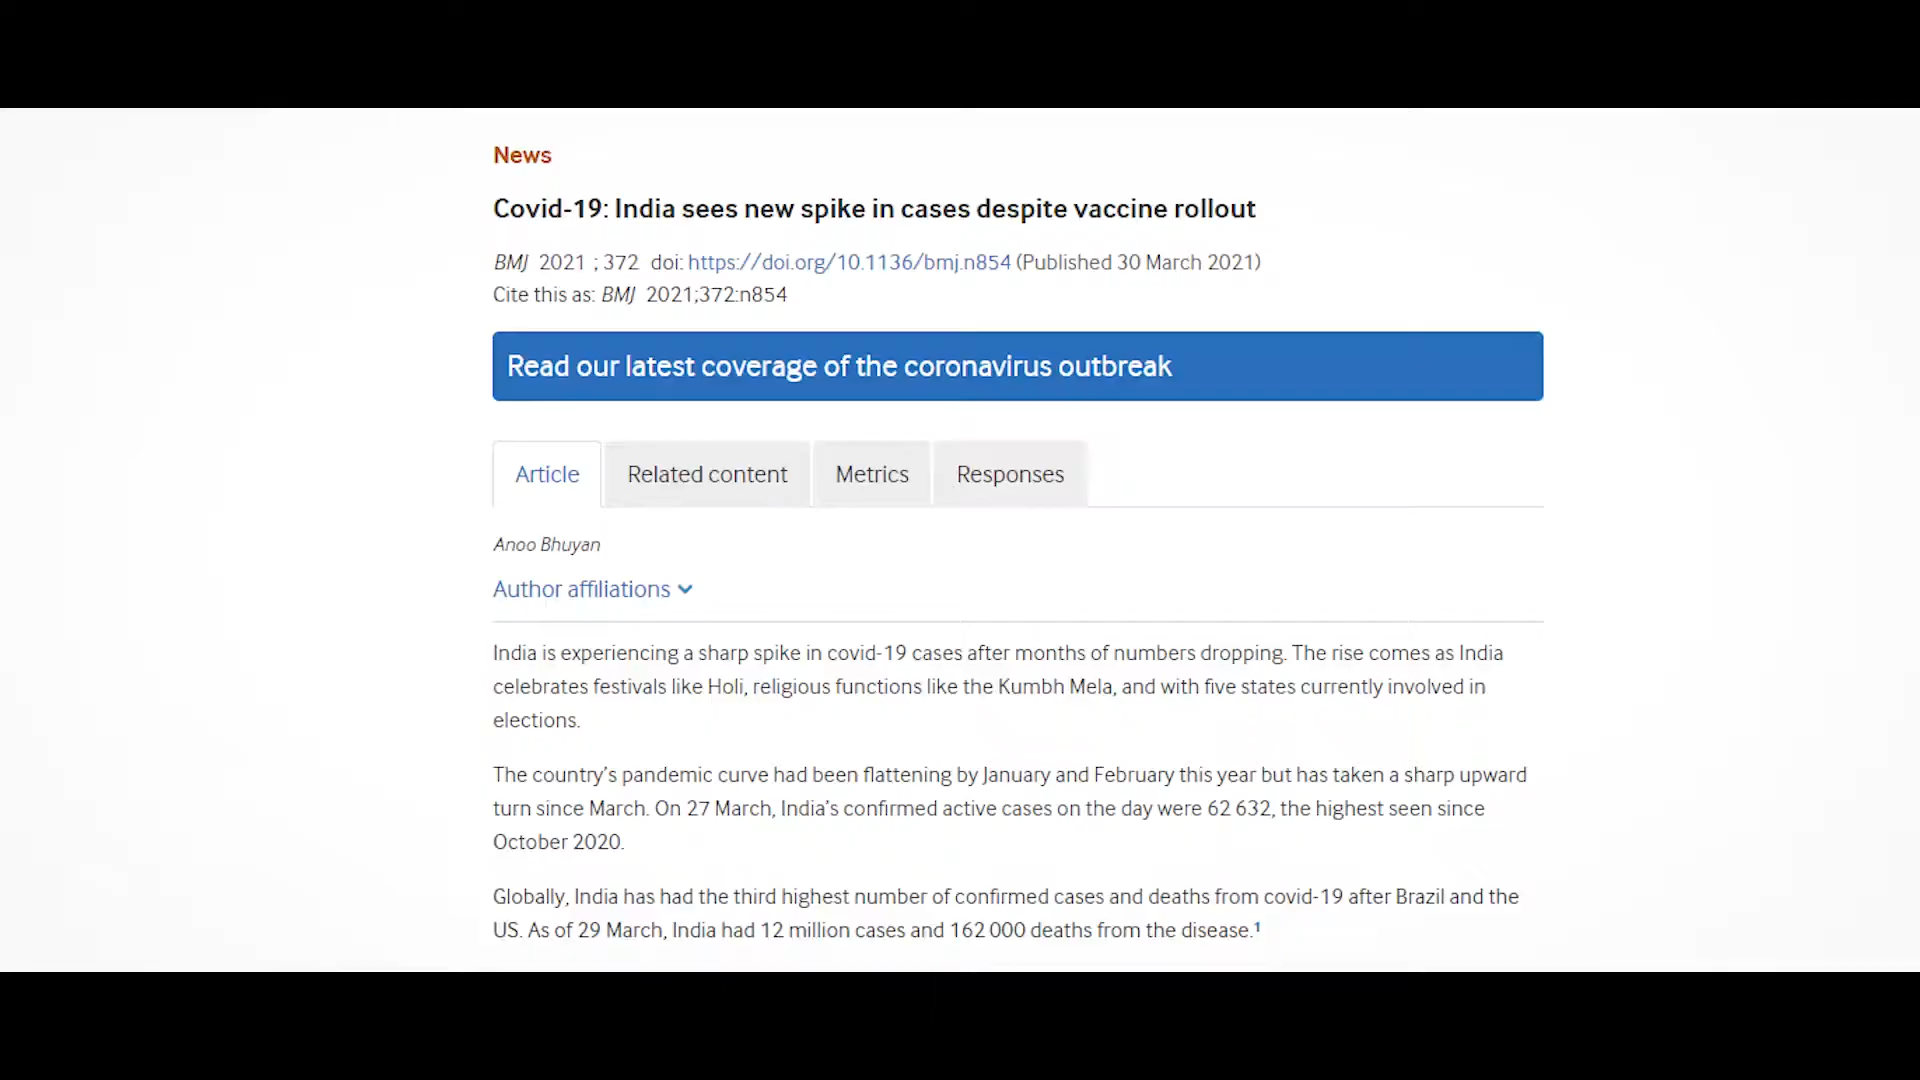 News
Covid-19: India sees new spike in cases despite vaccine rollout
BMJ 2021 ; 372 doi: https://doi.org/10.1136/bmj.n854 (Published 30 March 2021)
Cite this as: BMJ 2021;372:n854
Read our latest coverage of the coronavirus outbreak
Article Related content Metrics Responses
Anoo Bhuyan
Author affiliations
India is experiencing a sharp spike in covid-19 cases after months of numbers dropping. The rise comes as India
celebrates festivals like Holi, religious functions like the Kumbh Mela, and with five states currently involved in
elections.
The country’s pandemic curve had been flattening by January and February this year but has taken a sharp upward
turn since March. On 27 March, India’s confirmed active cases on the day were 62 632, the highest seen since
October 2020.
Globally, India has had the third highest number of confirmed cases and deaths from covid-19 after Brazil and the
US. As of 29 March, India had 12 million cases and 162 000 deaths from the disease.¹